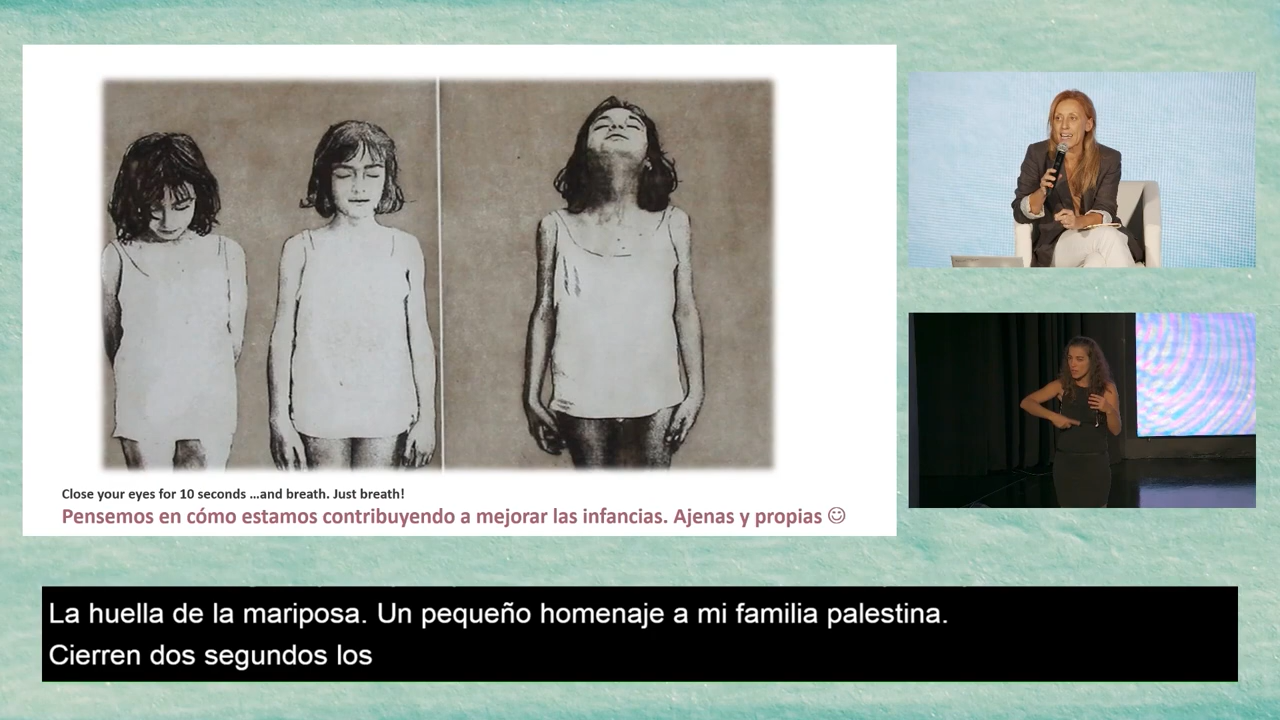 Close your eyes for 10 seconds ...and breath. Just breath!
Pensemos en cómo estamos contribuyendo a mejorar las infancias. Ajenas y propias ☺
La huella de la mariposa. Un pequeño homenaje a mi familia palestina.
Cierren dos segundos los